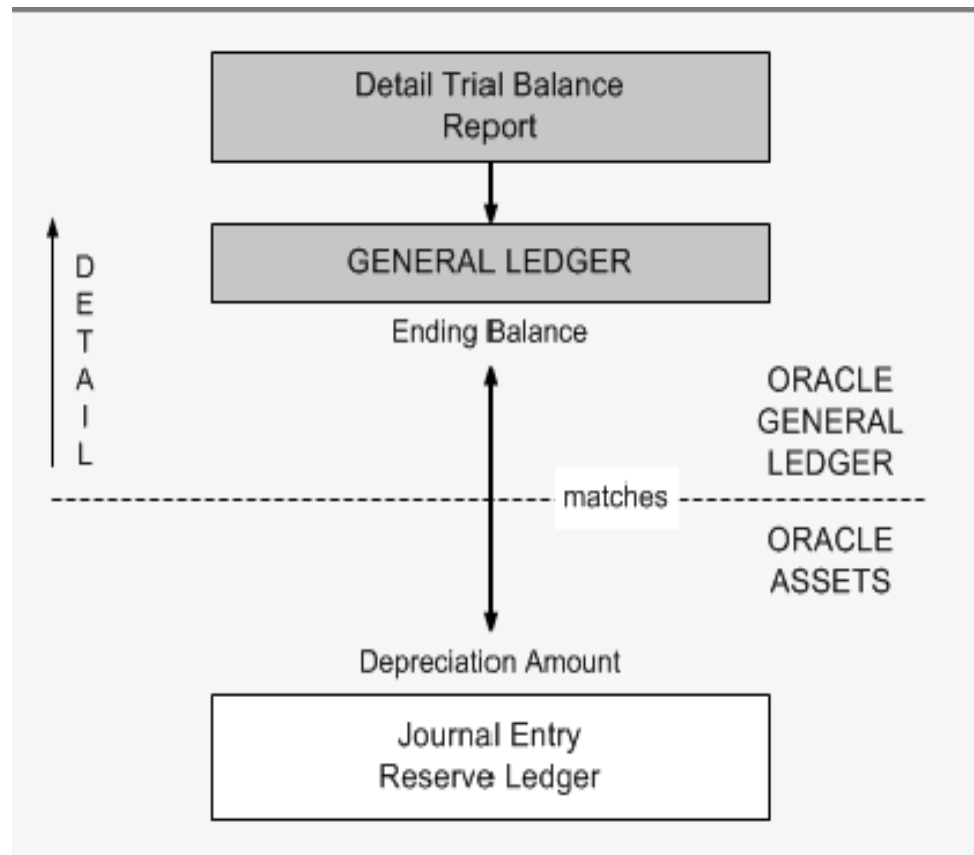 Detail Trial Balance
Report
GENERAL LEDGER
Ending Balance
D
E
T
A
I
L
ORACLE
GENERAL
LEDGER
matches
ORACLE
ASSETS
Depreciation Amount
Journal Entry
Reserve Ledger